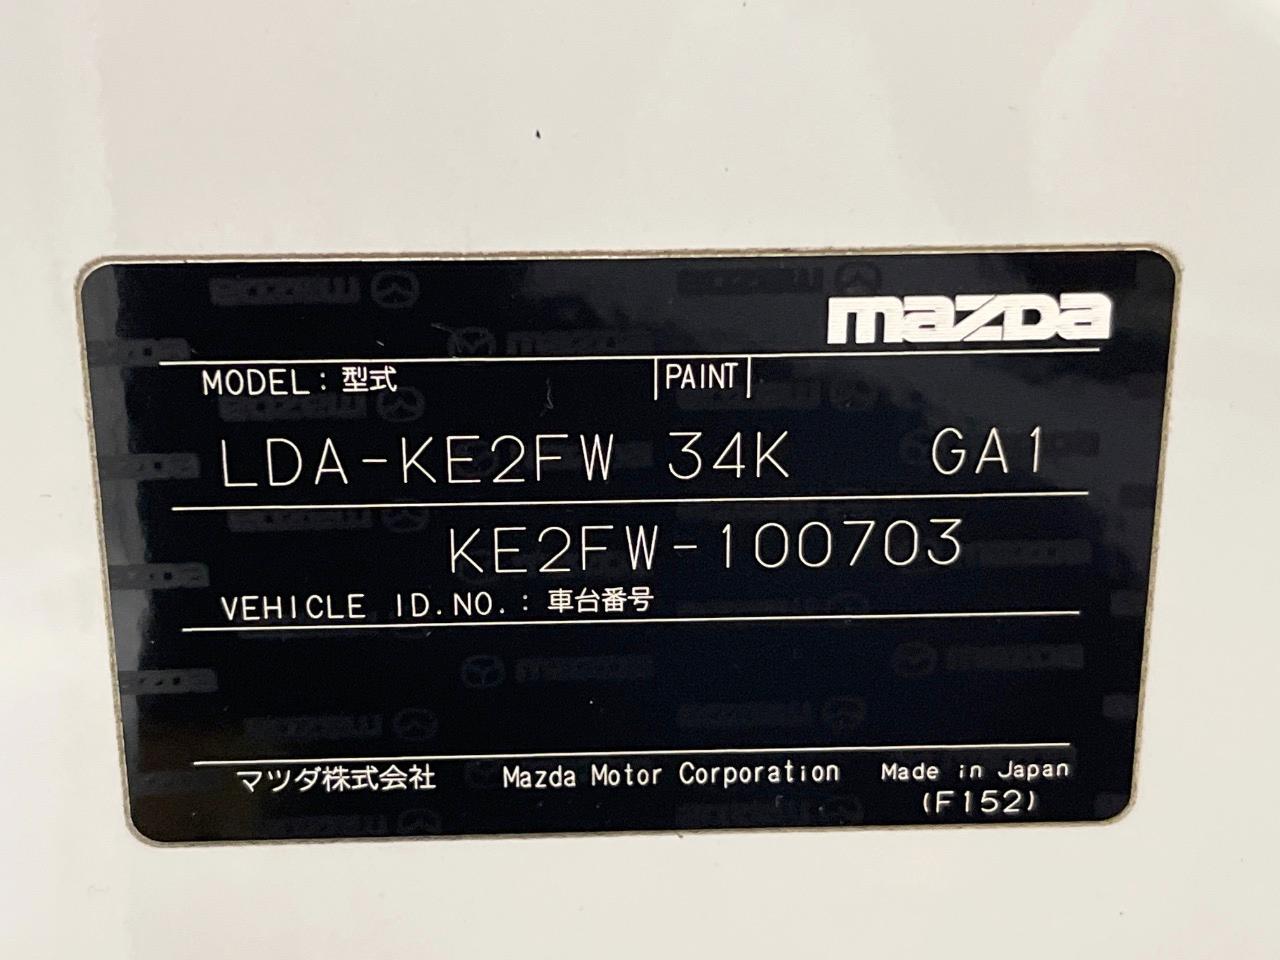 mazda
MODEL : 型式 PAINT
LDA-KE2FW 34K GA1
KE2FW-100703
VEHICLE ID.NO. : 車台番号
マツダ株式会社 Mazda Motor Corporation Made in Japan
(F152)